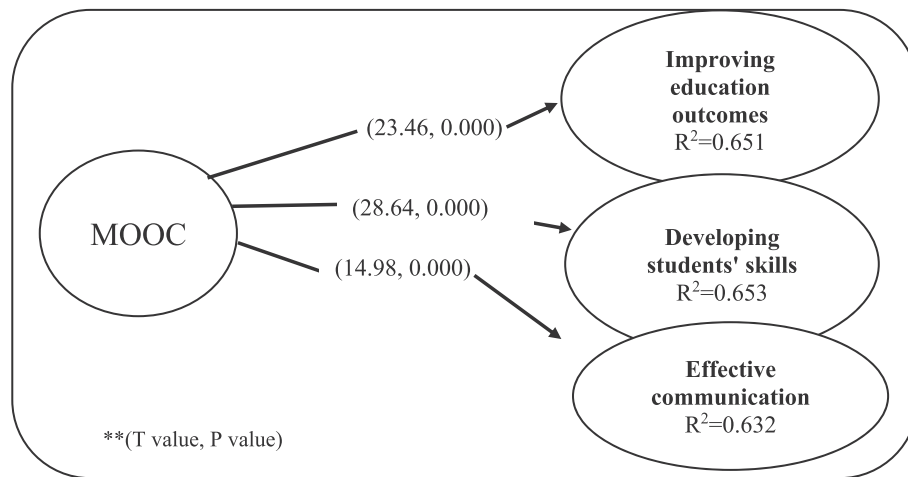 Improving
education
outcomes
R²=0.651
(23.46, 0.000)
(28.64, 0.000)
MOOC
Developing
students' skills
R²=0.653
(14.98, 0.000)
Effective
communication
R²=0.632
**(T value, P value)